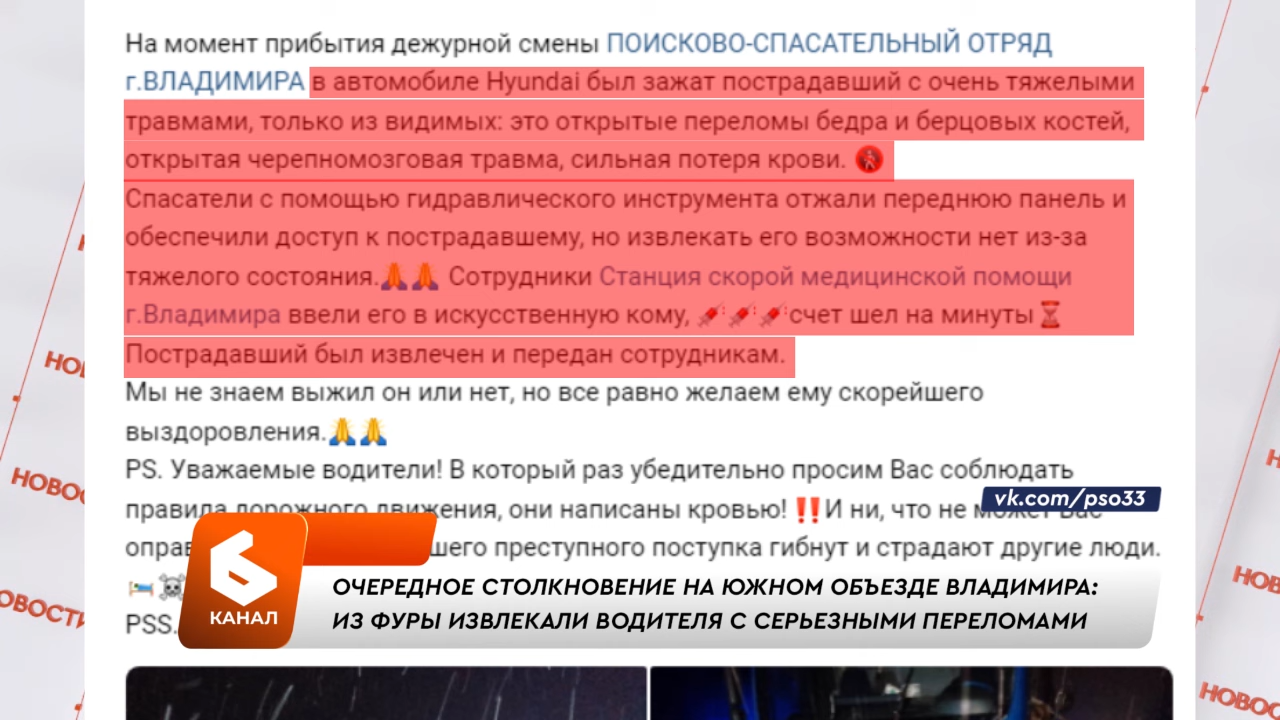 На момент прибытия дежурной смены ПОИСКОВО-СПАСАТЕЛЬНЫЙ ОТРЯД
г.ВЛАДИМИРА в автомобиле Hyundai был зажат пострадавший с очень тяжелыми
травмами, только из видимых: это открытые переломы бедра и берцовых костей,
открытая черепномозговая травма, сильная потеря крови. 🚷
Спасатели с помощью гидравлического инструмента отжали переднюю панель и
обеспечили доступ к пострадавшему, но извлекать его возможности нет из-за
тяжелого состояния.🙏🙏 Сотрудники Станция скорой медицинской помощи
г.Владимира ввели его в искусственную кому, 💉💉💉счет шел на минуты⏳
Пострадавший был извлечен и передан сотрудникам.
Мы не знаем выжил он или нет, но все равно желаем ему скорейшего
выздоровления.🙏🙏
PS. Уважаемые водители! В который раз убедительно просим Вас соблюдать
правила дорожного движения, они написаны кровью! ‼И ни, что не может Вас
vk.com/pso33
преступного поступка гибнут и страдают другие люди.
🛌☠
PSS.
6
КАНАЛ
ОЧЕРЕДНОЕ СТОЛКНОВЕНИЕ НА ЮЖНОМ ОБЪЕЗДЕ ВЛАДИМИРА:
ИЗ ФУРЫ ИЗВЛЕКАЛИ ВОДИТЕЛЯ С СЕРЬЕЗНЫМИ ПЕРЕЛОМАМИ